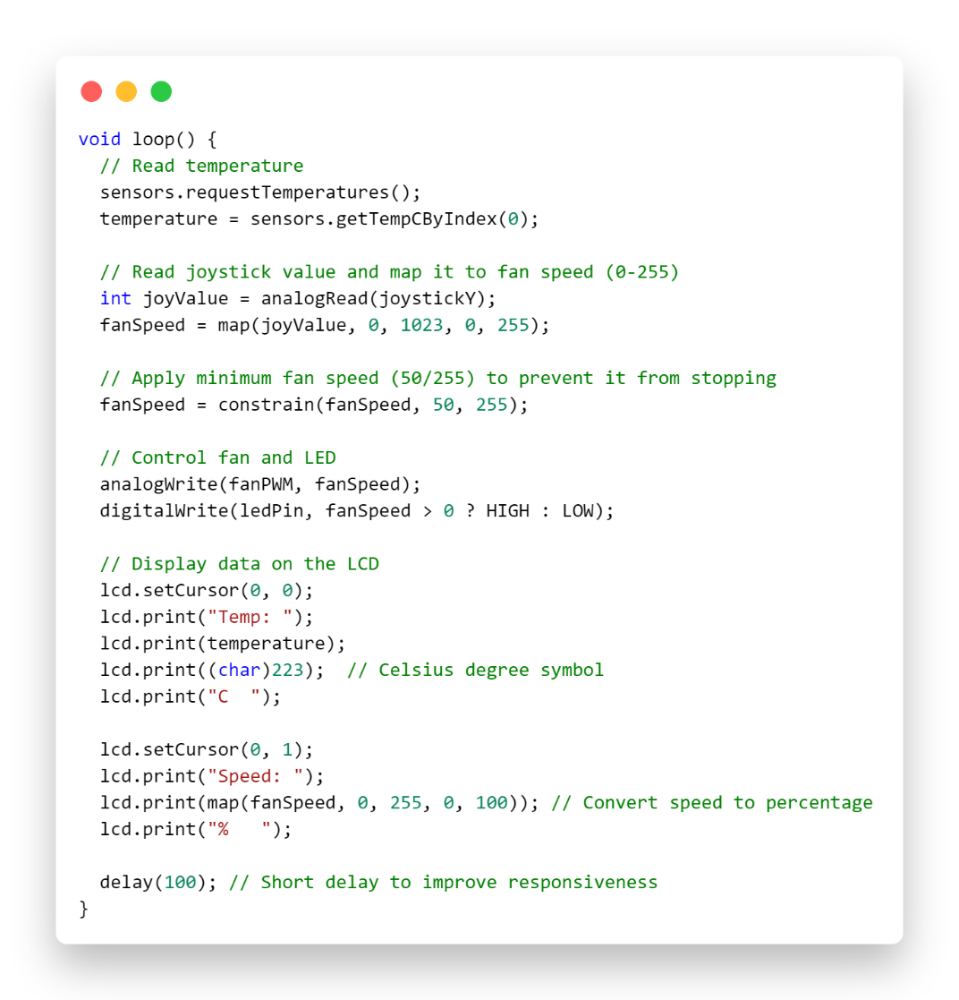 void loop() {
  // Read temperature
  sensors.requestTemperatures();
  temperature = sensors.getTempCByIndex(0);

  // Read joystick value and map it to fan speed (0-255)
  int joyValue = analogRead(joystickY);
  fanSpeed = map(joyValue, 0, 1023, 0, 255);

  // Apply minimum fan speed (50/255) to prevent it from stopping
  fanSpeed = constrain(fanSpeed, 50, 255);

  // Control fan and LED
  analogWrite(fanPWM, fanSpeed);
  digitalWrite(ledPin, fanSpeed > 0 ? HIGH : LOW);

  // Display data on the LCD
  lcd.setCursor(0, 0);
  lcd.print("Temp: ");
  lcd.print(temperature);
  lcd.print((char)223);  // Celsius degree symbol
  lcd.print("C  ");

  lcd.setCursor(0, 1);
  lcd.print("Speed: ");
  lcd.print(map(fanSpeed, 0, 255, 0, 100)); // Convert speed to percentage
  lcd.print("%   ");

  delay(100); // Short delay to improve responsiveness
}